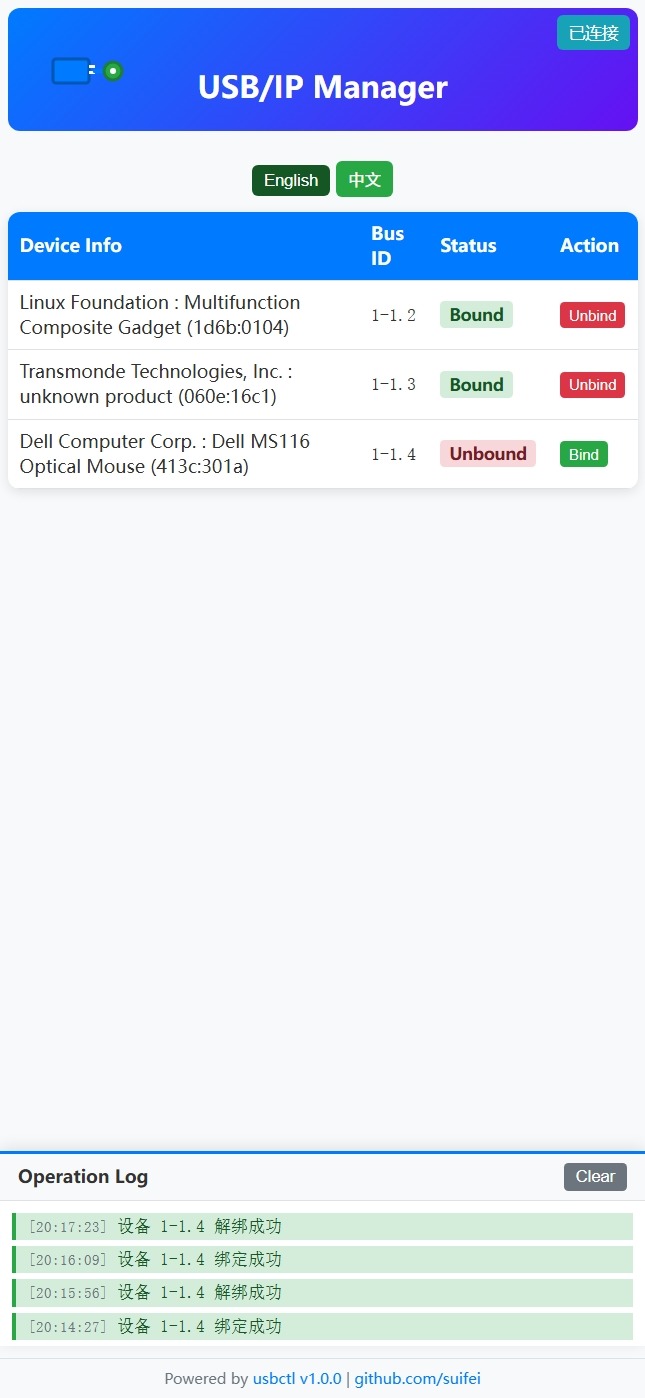 已连接
USB/IP Manager
English 中文
Device Info Bus ID Status Action
Linux Foundation : Multifunction
Composite Gadget (1d6b:0104) 1-1.2 Bound Unbind
Transmonde Technologies, Inc. :
unknown product (060e:16c1) 1-1.3 Bound Unbind
Dell Computer Corp. : Dell MS116
Optical Mouse (413c:301a) 1-1.4 Unbound Bind
Operation Log Clear
[20:17:23] 设备 1-1.4 解绑成功
[20:16:09] 设备 1-1.4 绑定成功
[20:15:56] 设备 1-1.4 解绑成功
[20:14:27] 设备 1-1.4 绑定成功
Powered by usbctl v1.0.0 | github.com/suifei